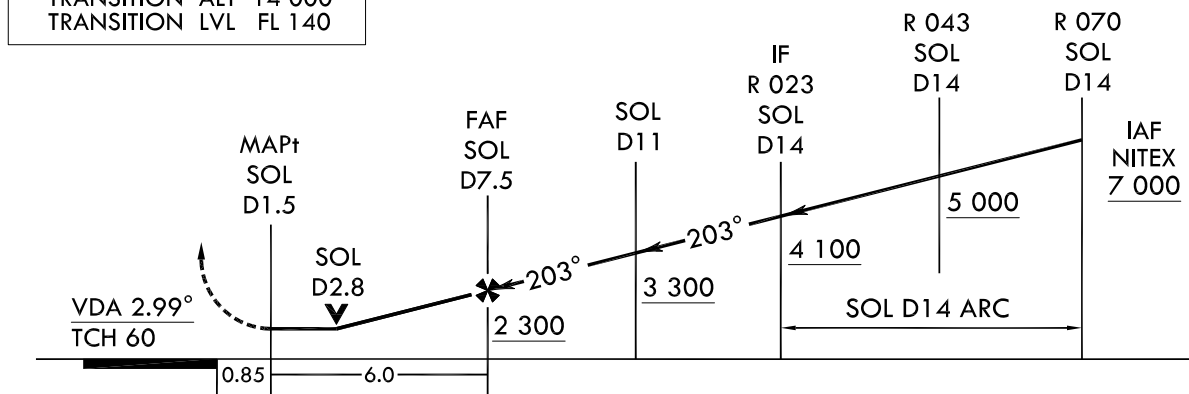 TRANSITION LVL FL 140
R 043
SOL
D14
R 070
SOL
D14
IF
R 023
SOL
D14
SOL
D11
FAF
SOL
D7.5
MAPt
SOL
D1.5
SOL
D2.8
IAF
NITEX
7 000
5 000
4 100
3 300
2 300
203°
203°
SOL D14 ARC
VDA 2.99°
TCH 60
0.85
6.0